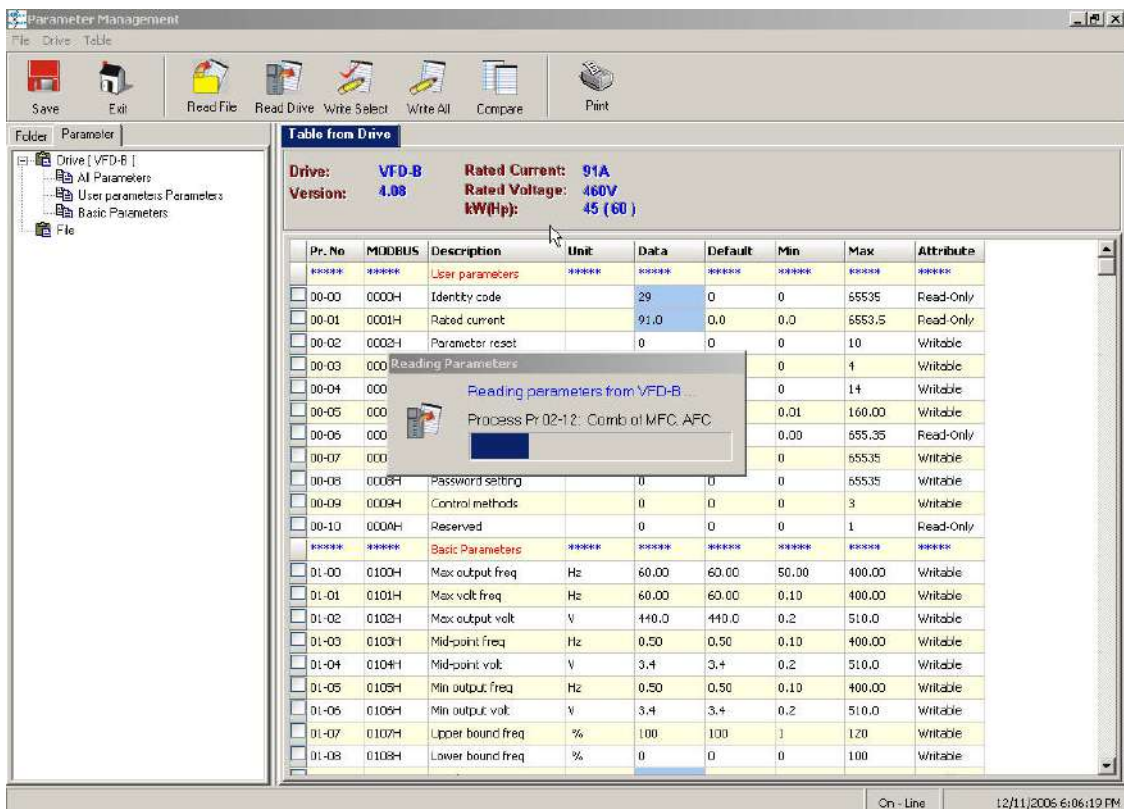 Parameter Management
File Drive Table
Save Exit Read File Read Drive Write Select Write All Compare Print
Folder Parameter
Drive [ VFD-B ]
All Parameters
User parameters Parameters
Basic Parameters
File
Table from Drive
Drive: VFD-B Rated Current: 91A
Version: 4.08 Rated Voltage: 460V
kW(Hp): 45 ( 60 )
Pr. No MODBUS Description Unit Data Default Min Max Attribute
***** ***** User parameters ***** ***** ***** ***** ***** *****
00-00 0000H Identity code 29 0 0 65535 Read-Only
00-01 0001H Rated current 91.0 0.0 0.0 6553.5 Read-Only
00-02 0002H Parameter reset 0 0 0 10 Writable
00-03 000 0 4 Writable
00-04 000 0 14 Writable
00-05 000 0.01 160.00 Writable
00-06 000 0.00 655.35 Read-Only
00-07 000 0 65535 Writable
00-08 0008H Password setting 0 0 0 65535 Writable
00-09 0009H Control methods 0 0 0 3 Writable
00-10 000AH Reserved 0 0 0 1 Read-Only
***** ***** Basic Parameters ***** ***** ***** ***** ***** *****
01-00 0100H Max output freq Hz 60.00 60.00 50.00 400.00 Writable
01-01 0101H Max volt freq Hz 60.00 60.00 0.10 400.00 Writable
01-02 0102H Max output volt V 440.0 440.0 0.2 510.0 Writable
01-03 0103H Mid-point freq Hz 0.50 0.50 0.10 400.00 Writable
01-04 0104H Mid-point volt V 3.4 3.4 0.2 510.0 Writable
01-05 0105H Min output freq Hz 0.50 0.50 0.10 400.00 Writable
01-06 0106H Min output volt V 3.4 3.4 0.2 510.0 Writable
01-07 0107H Upper bound freq % 100 100 1 120 Writable
01-08 0108H Lower bound freq % 0 0 0 100 Writable
Reading Parameters
Reading parameters from VFD-B ...
Process Pr 02-12: Comb of MFC, AFC
On - Line 12/11/2006 6:06:19 PM